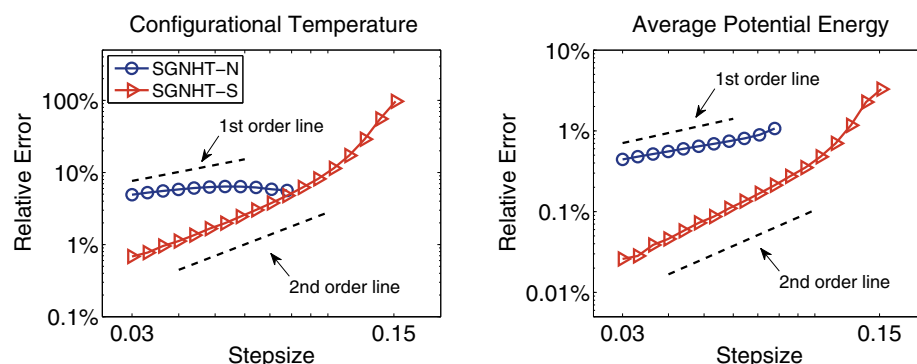 Configurational Temperature
Relative Error
100%
10%
1%
0.1%
SGNHT-N
SGNHT-S
1st order line
2nd order line
0.03
0.15
Stepsize
Average Potential Energy
Relative Error
10%
1%
0.1%
0.01%
1st order line
2nd order line
0.03
0.15
Stepsize